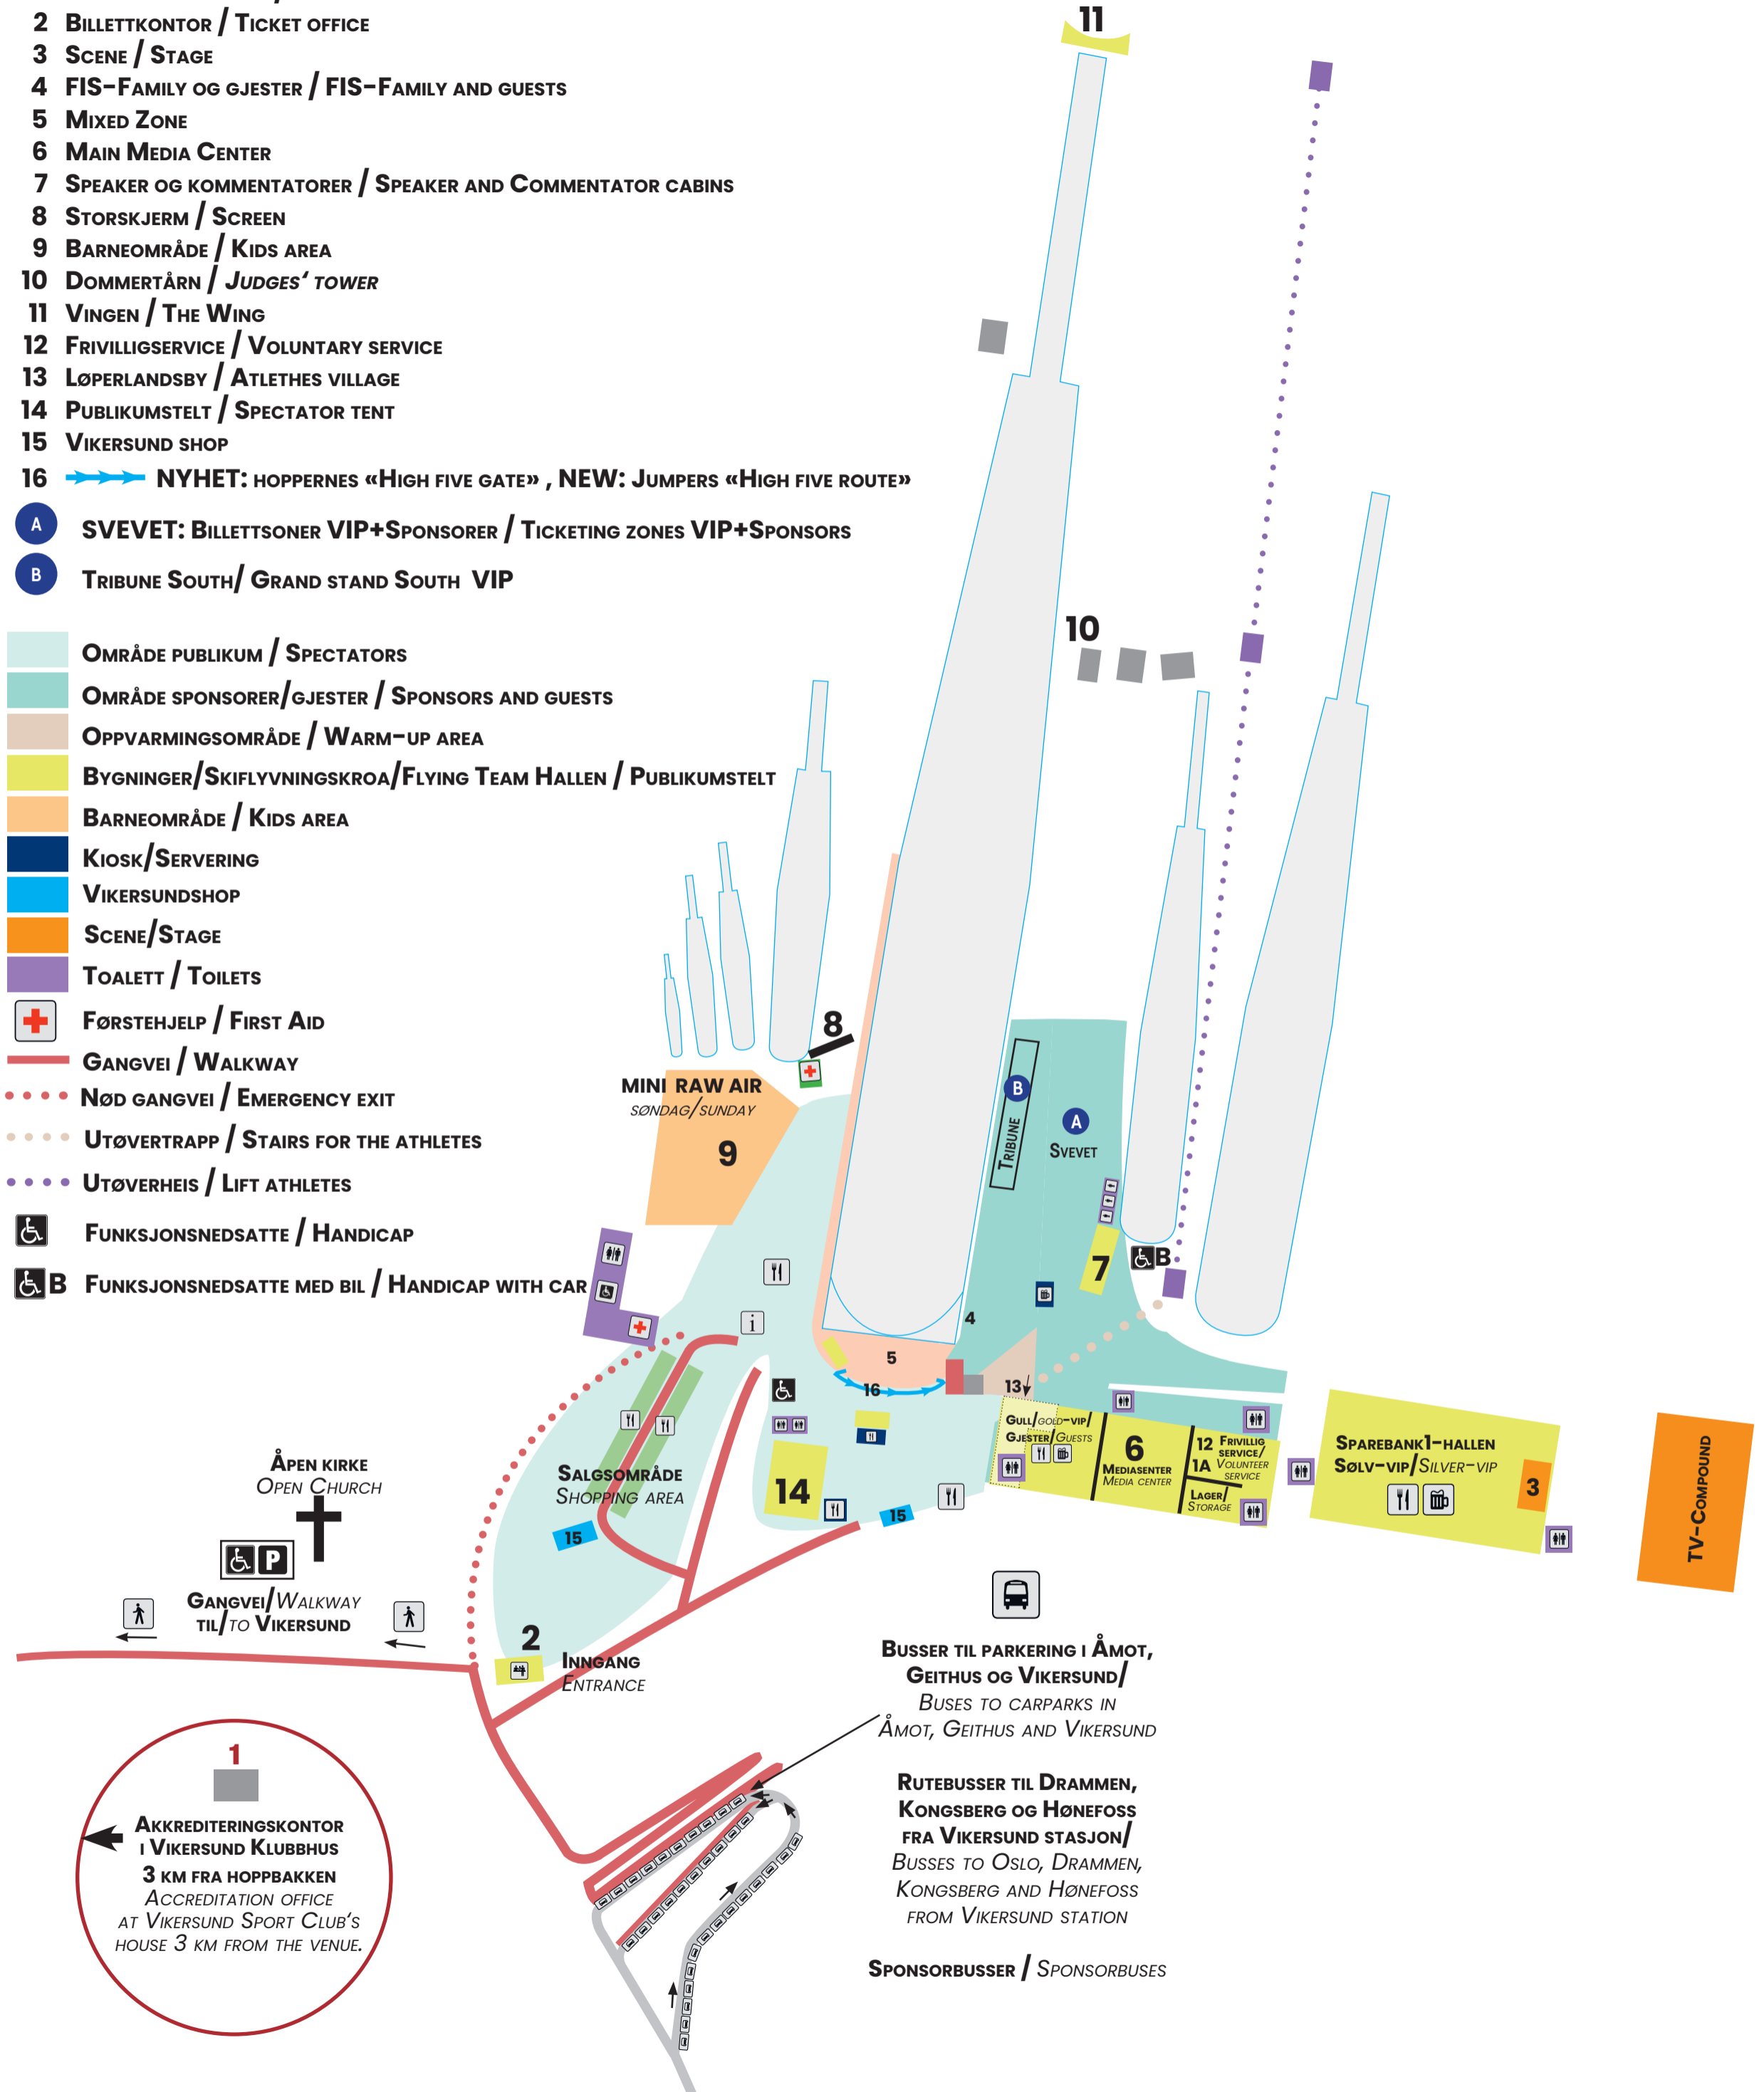 2 Billettkontor / Ticket office
3 Scene / Stage
4 FIS-Family og gjester / FIS-Family and guests
5 Mixed Zone
6 Main Media Center
7 Speaker og kommentatorer / Speaker and Commentator cabins
8 Storskjerm / Screen
9 Barneområde / Kids area
10 Dommertårn / Judges' tower
11 Vingen / The Wing
12 Frivilligservice / Voluntary service
13 Løperlandsby / Atlethes village
14 Publikumstelt / Spectator tent
15 Vikersund shop
16 NYHET: hoppernes «High five gate» , NEW: Jumpers «High five route»
A SVEVET: Billettsoner VIP+Sponsorer / Ticketing zones VIP+Sponsors
B Tribune South/ Grand stand South VIP
Område publikum / Spectators
Område sponsorer/gjester / Sponsors and guests
Oppvarmingsområde / Warm-up area
Bygninger/Skiflyvningskroa/Flying Team Hallen / Publikumstelt
Barneområde / Kids area
Kiosk/Servering
Vikersundshop
Scene/Stage
Toalett / Toilets
Førstehjelp / First Aid
Gangvei / Walkway
Nød gangvei / Emergency exit
Utøvertrapp / Stairs for the athletes
Utøverheis / Lift athletes
Funksjonsnedsatte / Handicap
B Funksjonsnedsatte med bil / Handicap with car
11
10
8
MINI RAW AIR
søndag/sunday
9
B
Tribune
A
Svevet
7
B
4
5
16
13
i
Gull/gold-vip/
Gjester/Guests
6
Mediasenter
Media center
12 Frivillig
service/
1A Volunteer
service
Lager/
Storage
Sparebank1-hallen
Sølv-vip/Silver-vip
3
TV-Compound
Salgsområde
Shopping area
14
15
15
Åpen kirke
Open Church
P
Gangvei/Walkway
til/to Vikersund
2
Inngang
Entrance
Busser til parkering i Åmot,
Geithus og Vikersund/
Buses to carparks in
Åmot, Geithus and Vikersund
Rutebusser til Drammen,
Kongsberg og Hønefoss
fra Vikersund stasjon/
Busses to Oslo, Drammen,
Kongsberg and Hønefoss
from Vikersund station
Sponsorbusser / Sponsorbuses
1
Akkrediteringskontor
i Vikersund Klubbhus
3 km fra hoppbakken
Accreditation office
at Vikersund Sport Club's
house 3 km from the venue.